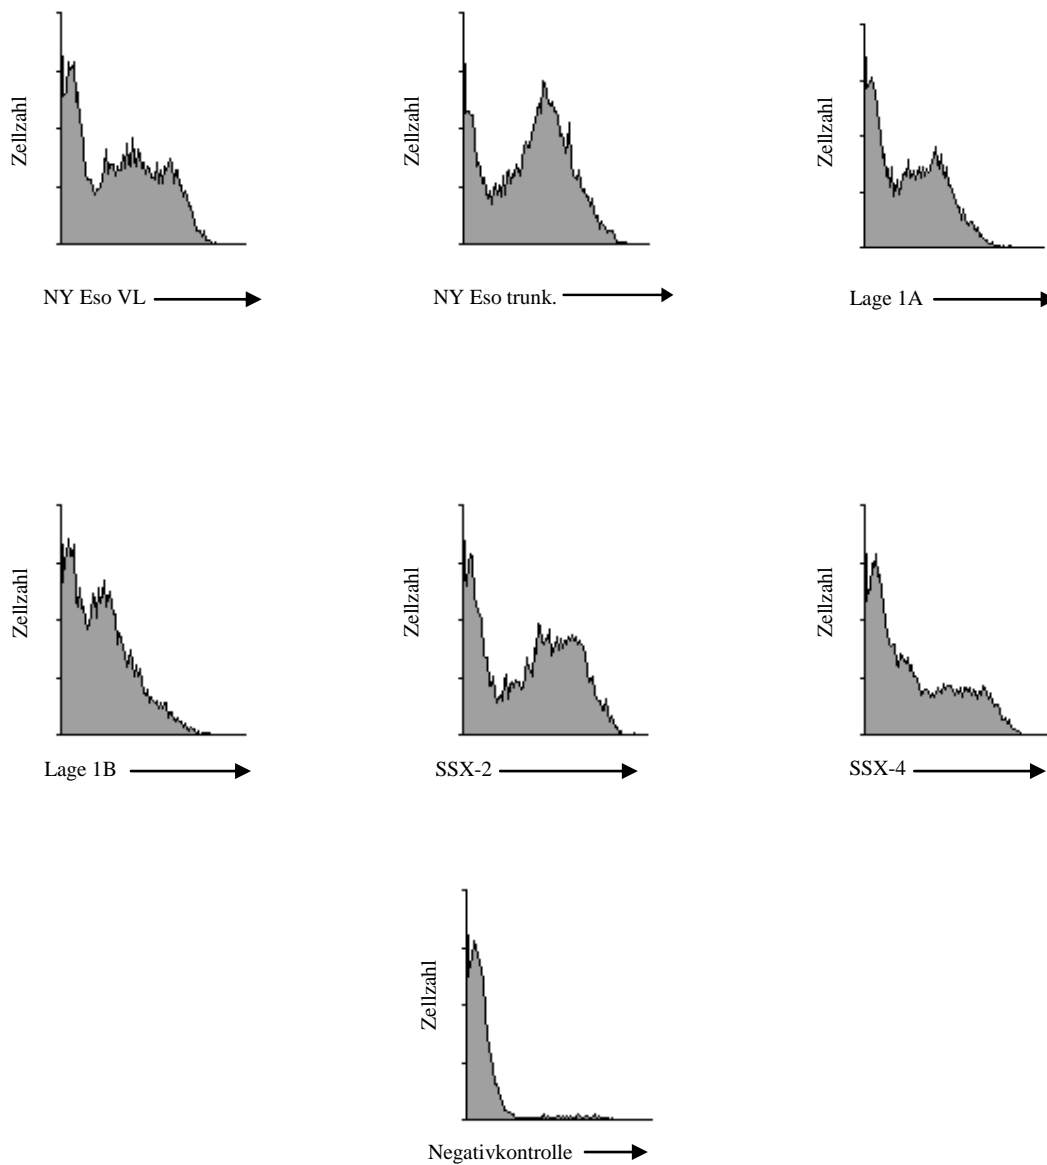 Zellzahl
NY Eso VL
Zellzahl
NY Eso trunk.
Zellzahl
Lage 1A
Zellzahl
Lage 1B
Zellzahl
SSX-2
Zellzahl
SSX-4
Zellzahl
Negativkontrolle